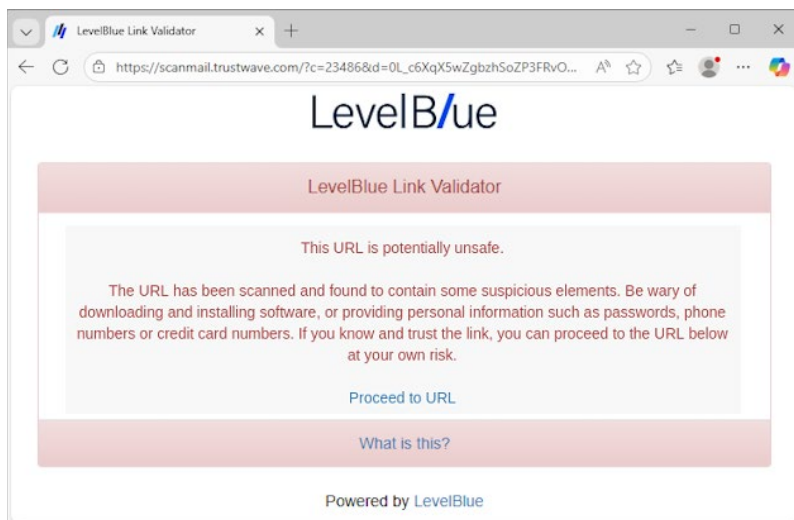 LevelBlue Link Validator
https://scanmail.trustwave.com/?c=23486&d=0L_c6XqX5wZgbzhSoZP3FRvO...
LevelBlue
LevelBlue Link Validator
This URL is potentially unsafe.
The URL has been scanned and found to contain some suspicious elements. Be wary of
downloading and installing software, or providing personal information such as passwords, phone
numbers or credit card numbers. If you know and trust the link, you can proceed to the URL below
at your own risk.
Proceed to URL
What is this?
Powered by LevelBlue